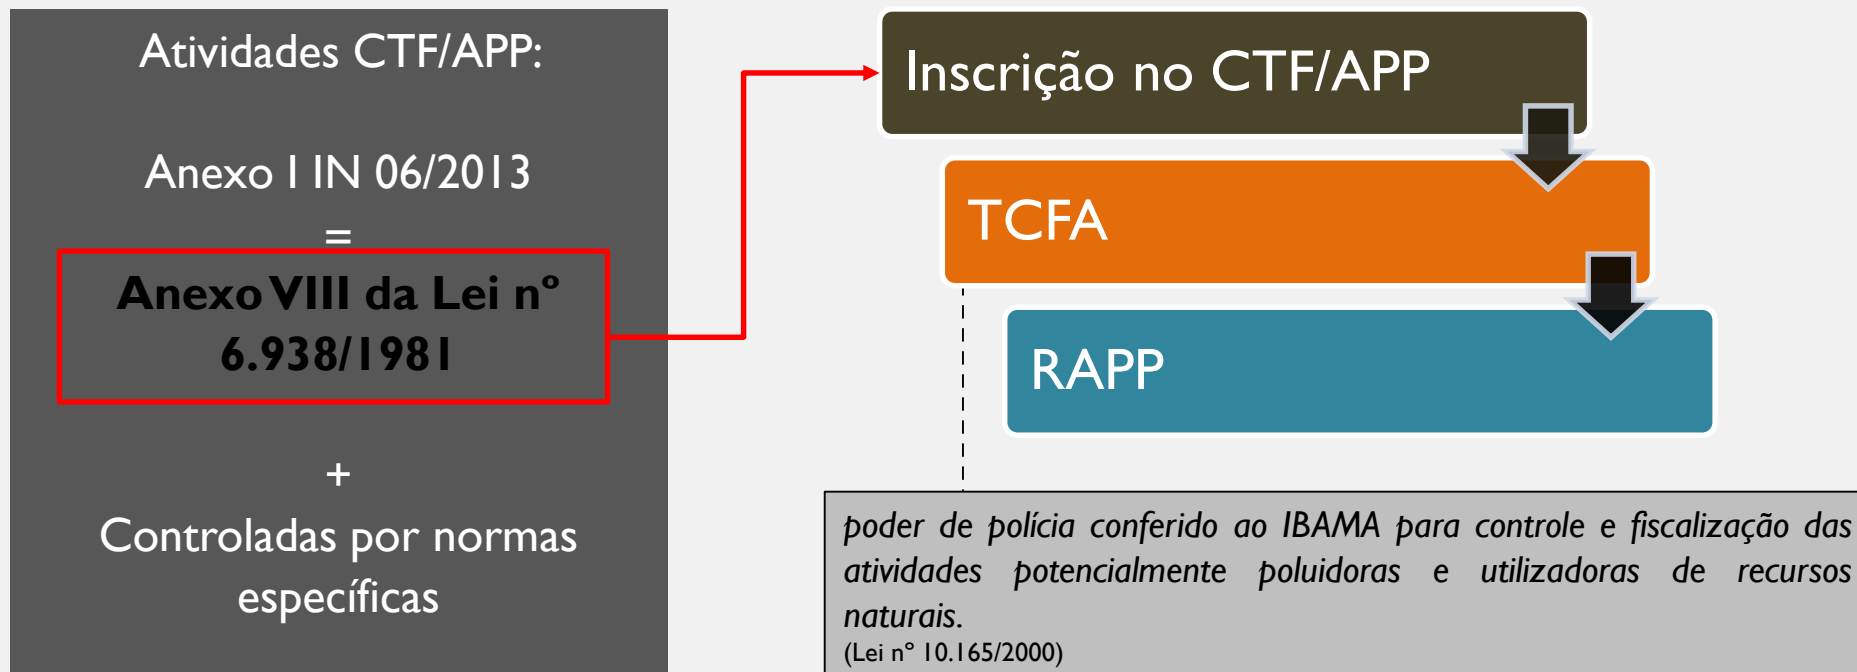 Atividades CTF/APP:
Anexo I IN 06/2013
=
Anexo VIII da Lei nº
6.938/1981
+
Controladas por normas
específicas
Inscrição no CTF/APP
TCFA
RAPP
poder de polícia conferido ao IBAMA para controle e fiscalização das
atividades potencialmente poluidoras e utilizadoras de recursos
naturais.
(Lei nº 10.165/2000)